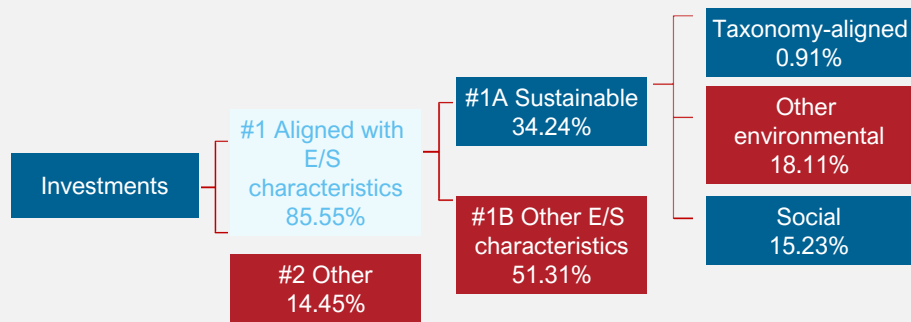 Investments
#1 Aligned with
E/S
characteristics
85.55%
#2 Other
14.45%
#1A Sustainable
34.24%
#1B Other E/S
characteristics
51.31%
Taxonomy-aligned
0.91%
Other
environmental
18.11%
Social
15.23%